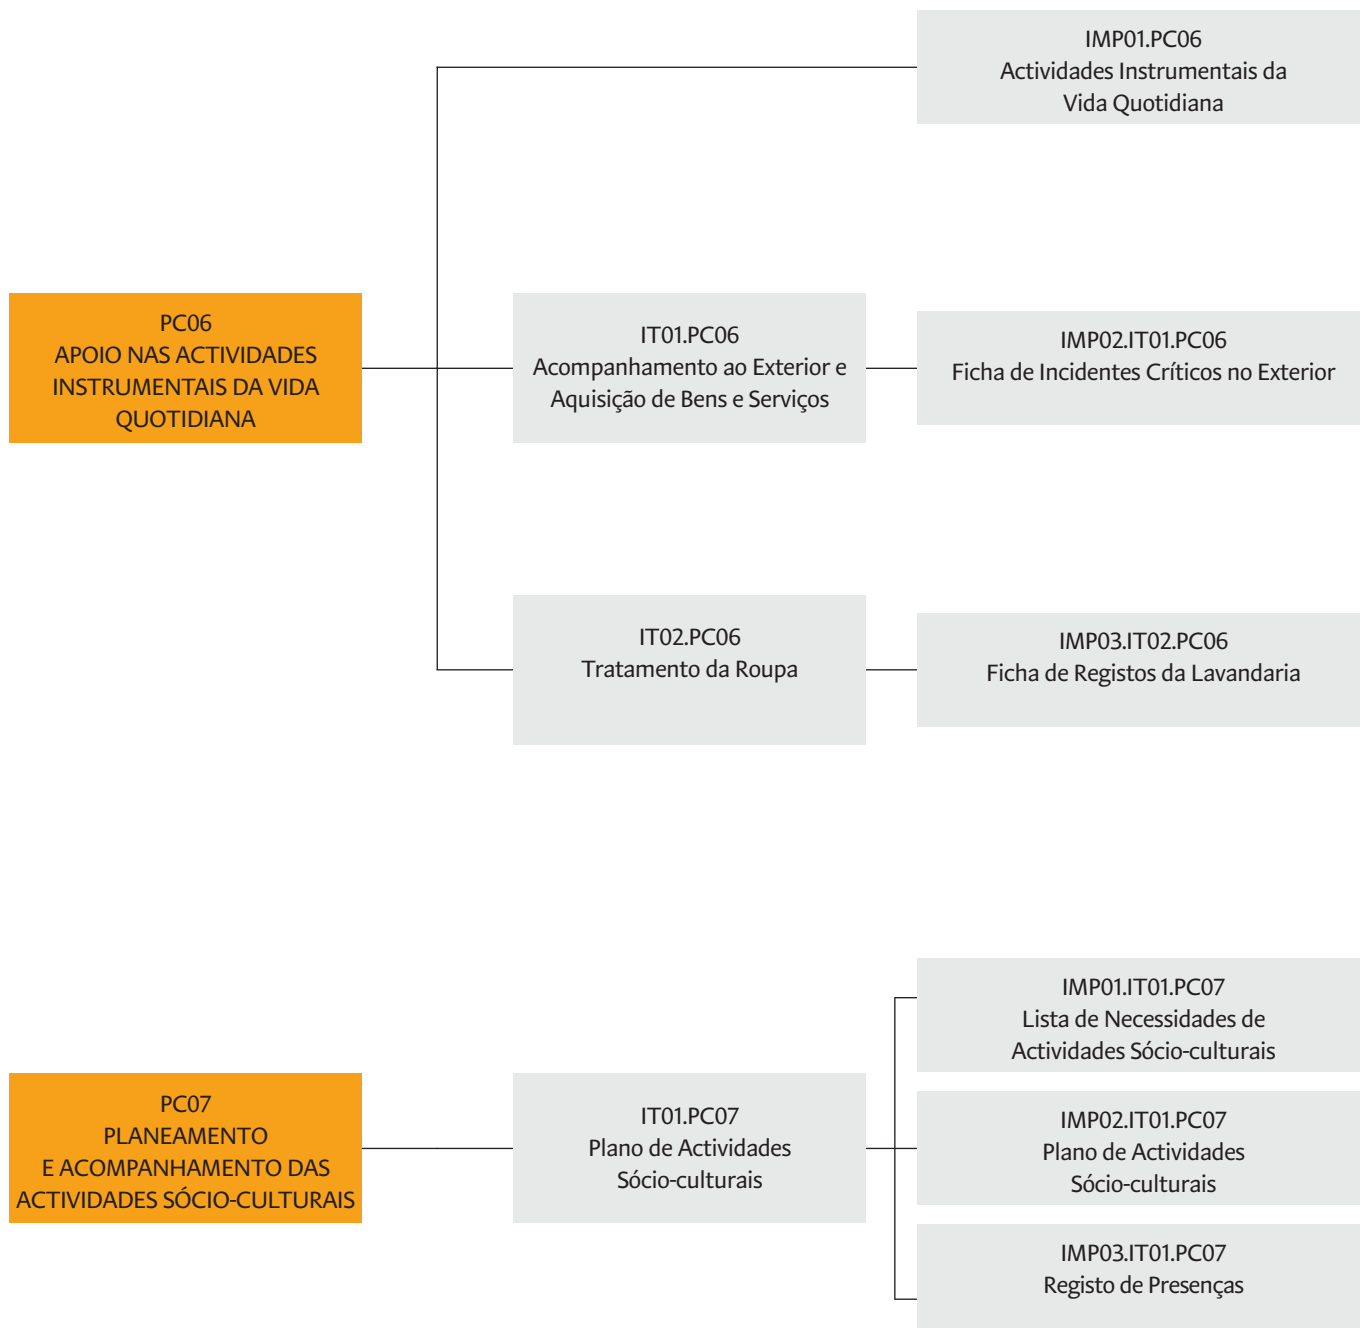 IMP01.PC06
Actividades Instrumentais da
Vida Quotidiana
PC06
APOIO NAS ACTIVIDADES
INSTRUMENTAIS DA VIDA
QUOTIDIANA
IT01.PC06
Acompanhamento ao Exterior e
Aquisição de Bens e Serviços
IMP02.IT01.PC06
Ficha de Incidentes Críticos no Exterior
IT02.PC06
Tratamento da Roupa
IMP03.IT02.PC06
Ficha de Registos da Lavandaria
PC07
PLANEAMENTO
E ACOMPANHAMENTO DAS
ACTIVIDADES SÓCIO-CULTURAIS
IT01.PC07
Plano de Actividades
Sócio-culturais
IMP01.IT01.PC07
Lista de Necessidades de
Actividades Sócio-culturais
IMP02.IT01.PC07
Plano de Actividades
Sócio-culturais
IMP03.IT01.PC07
Registo de Presenças